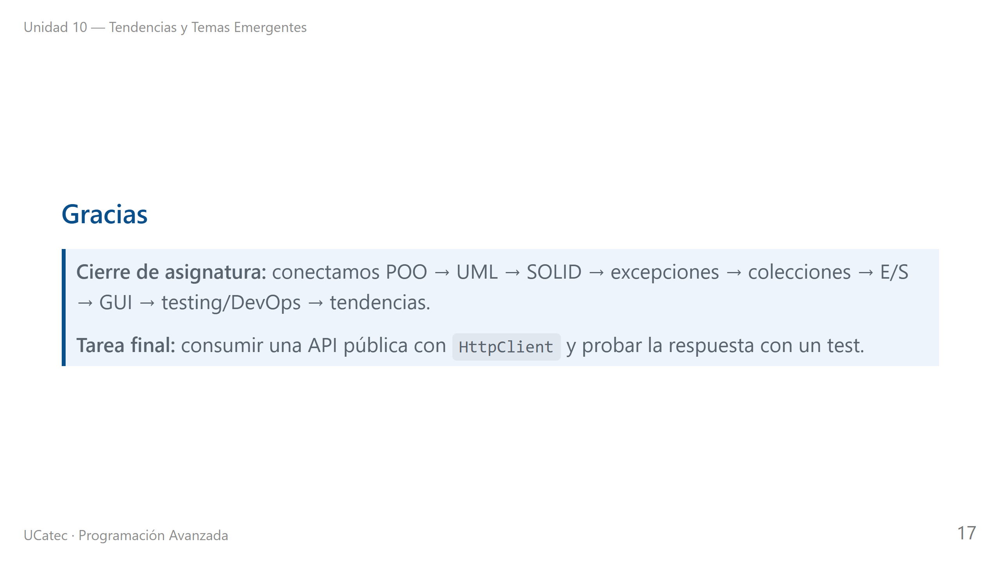 Unidad 10 — Tendencias y Temas Emergentes
Gracias
Cierre de asignatura: conectamos POO → UML → SOLID → excepciones → colecciones → E/S
→ GUI → testing/DevOps → tendencias.
Tarea final: consumir una API pública con HttpClient y probar la respuesta con un test.
UCatec · Programación Avanzada
17